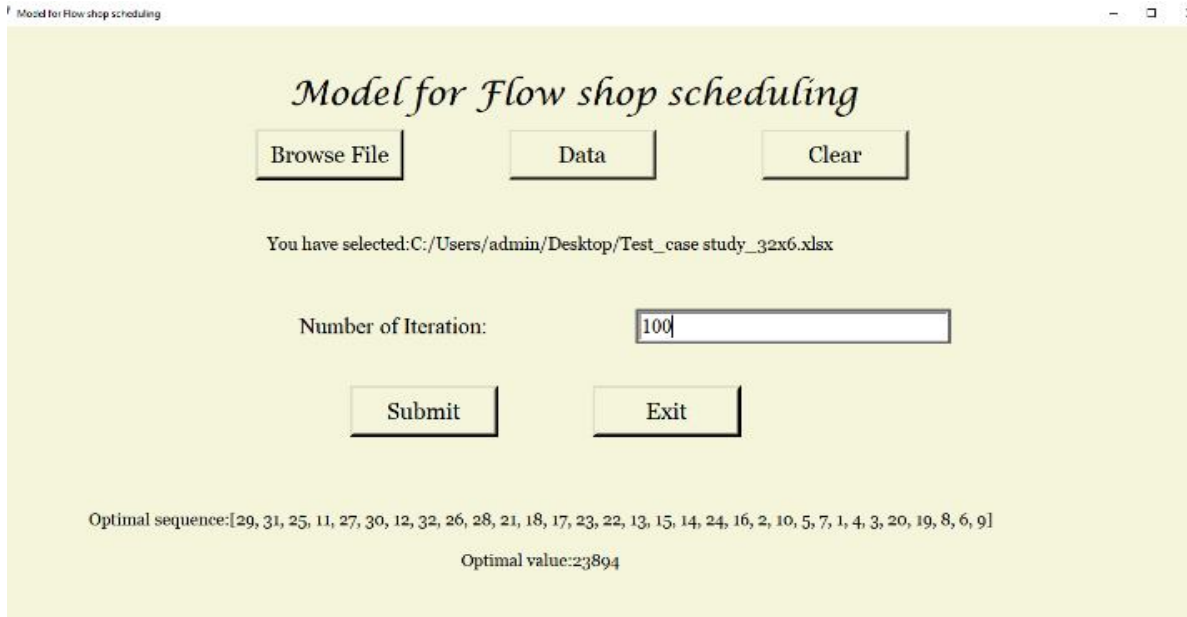 Model for Flow shop scheduling
Model for Flow shop scheduling
Browse File Data Clear
You have selected:C:/Users/admin/Desktop/Test_case study_32x6.xlsx
Number of Iteration: 100
Submit Exit
Optimal sequence:[29, 31, 25, 11, 27, 30, 12, 32, 26, 28, 21, 18, 17, 23, 22, 13, 15, 14, 24, 16, 2, 10, 5, 7, 1, 4, 3, 20, 19, 8, 6, 9]
Optimal value:23894